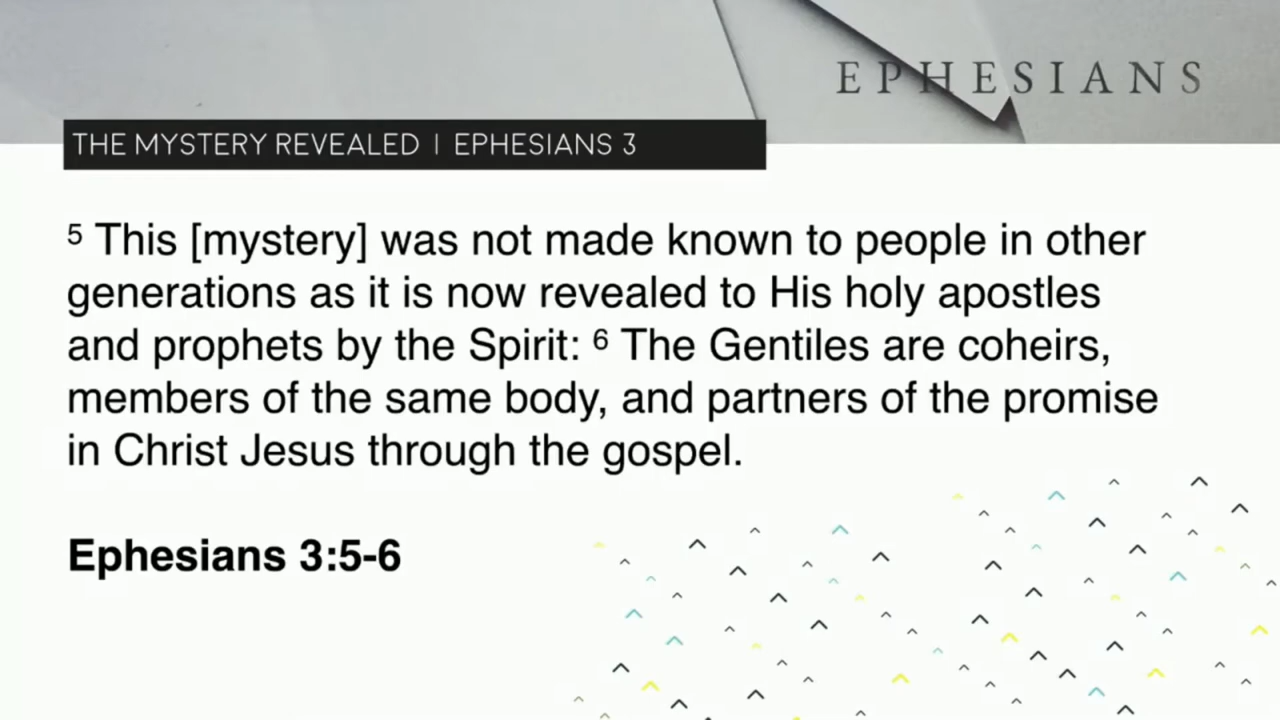 EPHESIANS
THE MYSTERY REVEALED | EPHESIANS 3
5 This [mystery] was not made known to people in other
generations as it is now revealed to His holy apostles
and prophets by the Spirit: 6 The Gentiles are coheirs,
members of the same body, and partners of the promise
in Christ Jesus through the gospel.
Ephesians 3:5-6